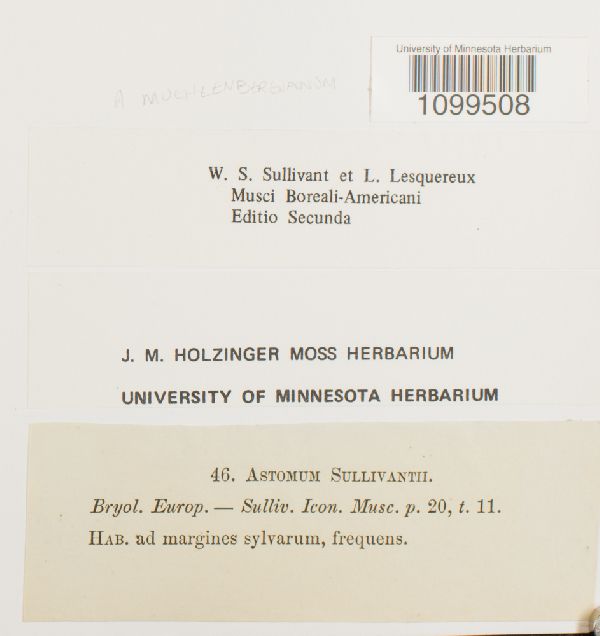 University of Minnesota Herbarium
1099508
A MUEHLENBERGIANUM
W. S. Sullivant et L. Lesquereux
Musci Boreali-Americani
Editio Secunda
J. M. HOLZINGER MOSS HERBARIUM
UNIVERSITY OF MINNESOTA HERBARIUM
46. ASTOMUM SULLIVANTII.
Bryol. Europ. — Sulliv. Icon. Musc. p. 20, t. 11.
HAB. ad margines sylvarum, frequens.